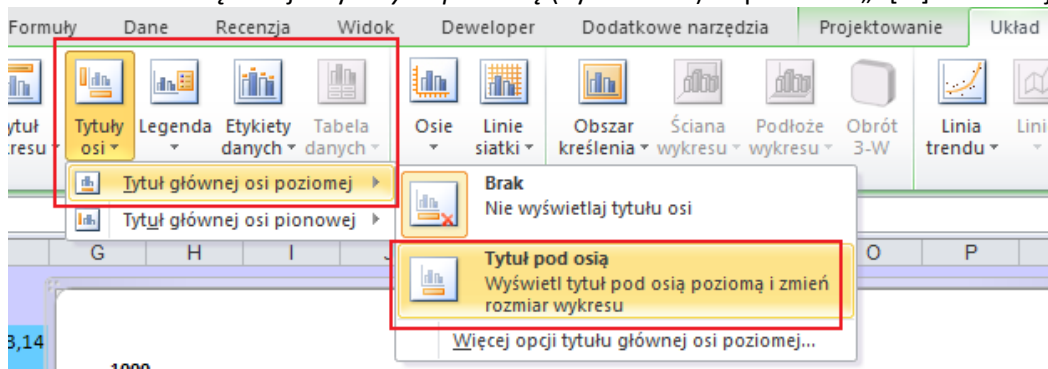 Formuły Dane Recenzja Widok Deweloper Dodatkowe narzędzia Projektowanie Układ
Tytuły Legenda Etykiety Tabela Osie Linie Obszar Ściana Podłoże Obrót Linia
osi danych danych siatki kreślenia wykresu wykresu 3-W trendu
Tytuł głównej osi poziomej
Tytuł głównej osi pionowej
Brak
Nie wyświetlaj tytułu osi
Tytuł pod osią
Wyświetl tytuł pod osią poziomą i zmień
rozmiar wykresu
Więcej opcji tytułu głównej osi poziomej...
G H I O P
3,14
1000